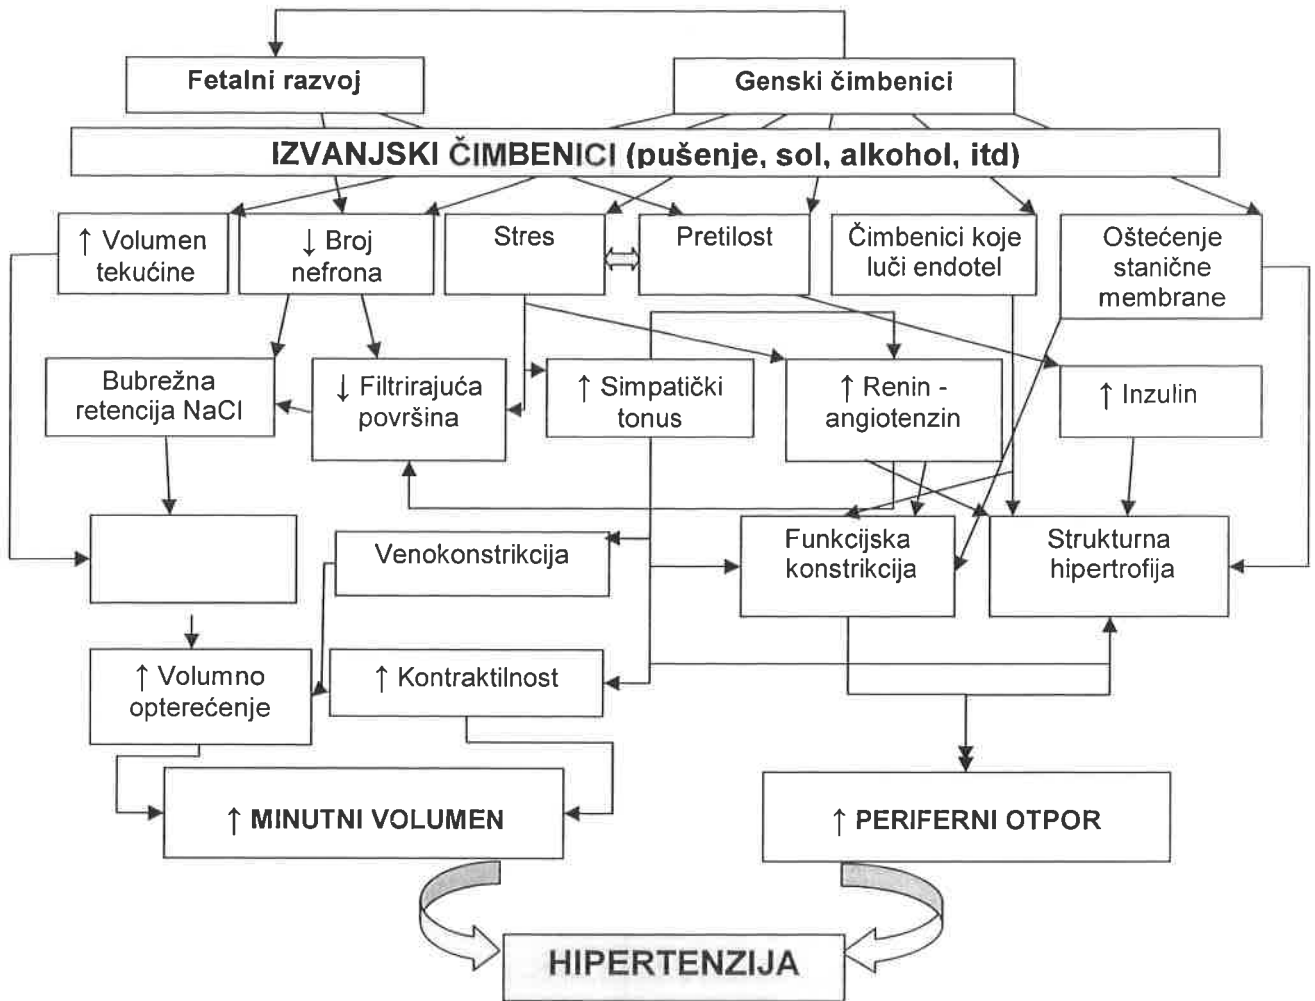 Fetalni razvoj
Genski čimbenici
IZVANJSKI ČIMBENICI (pušenje, sol, alkohol, itd)
↑ Volumen
tekućine
↓ Broj
nefrona
Stres
Pretilost
Čimbenici koje
luči endotel
Oštećenje
stanične
membrane
Bubrežna
retencija NaCl
↓ Filtrirajuća
površina
↑ Simpatički
tonus
↑ Renin -
angiotenzin
↑ Inzulin
Venokonstrikcija
Funkcijska
konstrikcija
Strukturna
hipertrofija
↑ Volumno
opterećenje
↑ Kontraktilnost
↑ MINUTNI VOLUMEN
↑ PERIFERNI OTPOR
HIPERTENZIJA